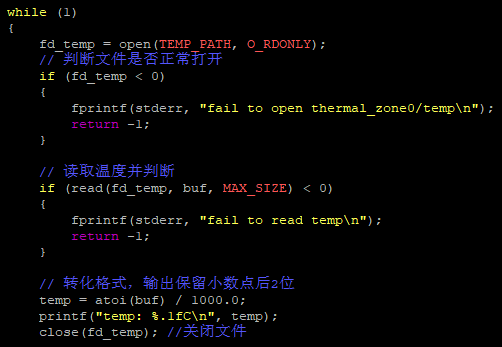 while (1)
{
    fd_temp = open(TEMP_PATH, O_RDONLY);
    // 判断文件是否正常打开
    if (fd_temp < 0)
    {
        fprintf(stderr, "fail to open thermal_zone0/temp\n");
        return -1;
    }
    // 读取温度并判断
    if (read(fd_temp, buf, MAX_SIZE) < 0)
    {
        fprintf(stderr, "fail to read temp\n");
        return -1;
    }
    // 转化格式，输出保留小数点后2位
    temp = atoi(buf) / 1000.0;
    printf("temp: %.1fC\n", temp);
    close(fd_temp); //关闭文件